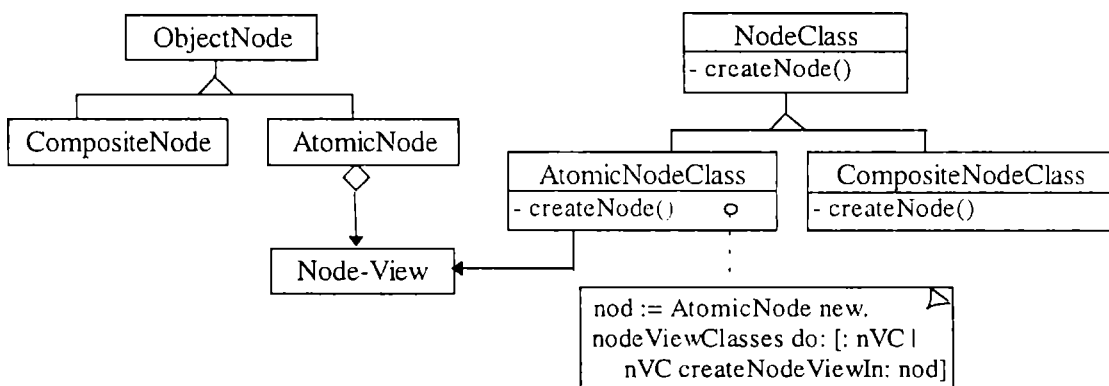 ObjectNode
NodeClass
- createNode()
CompositeNode
AtomicNode
AtomicNodeClass
- createNode()
CompositeNodeClass
- createNode()
Node-View
nod := AtomicNode new.
nodeViewClasses do: [: nVC |
nVC createNodeViewIn: nod]